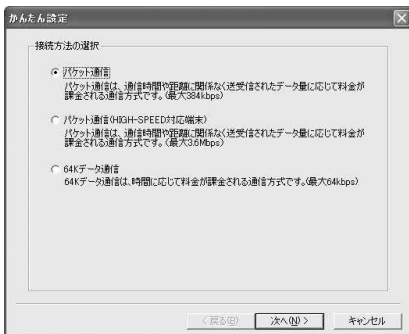 かんたん設定
接続方法の選択
パケット通信
パケット通信は、通信時間や距離に関係なく送受信されたデータ量に応じて料金が
課金される通信方式です。(最大384kbps)
パケット通信(HIGH-SPEED対応端末)
パケット通信は、通信時間や距離に関係なく送受信されたデータ量に応じて料金が
課金される通信方式です。(最大3.6Mbps)
64Kデータ通信
64Kデータ通信は、時間に応じて料金が課金される通信方式です。(最大64kbps)
< 戻る(B)
次へ(N) >
キャンセル